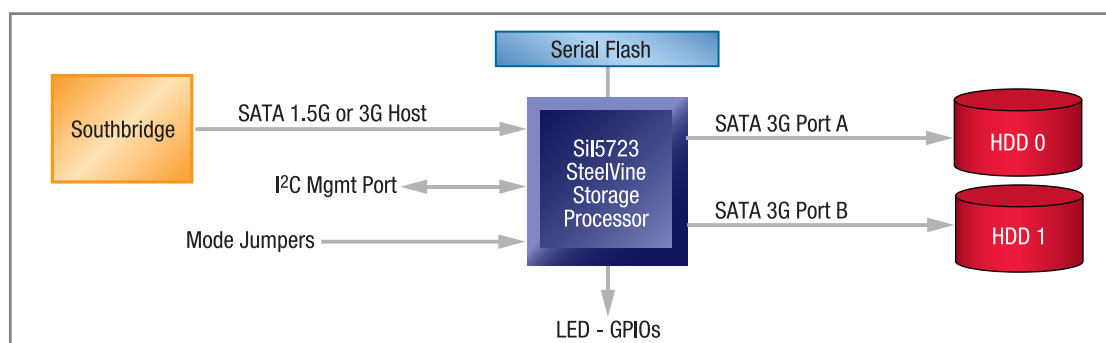 Serial Flash
Southbridge
SATA 1.5G or 3G Host
I²C Mgmt Port
Mode Jumpers
SiI5723
SteelVine
Storage
Processor
SATA 3G Port A
SATA 3G Port B
HDD 0
HDD 1
LED - GPIOs